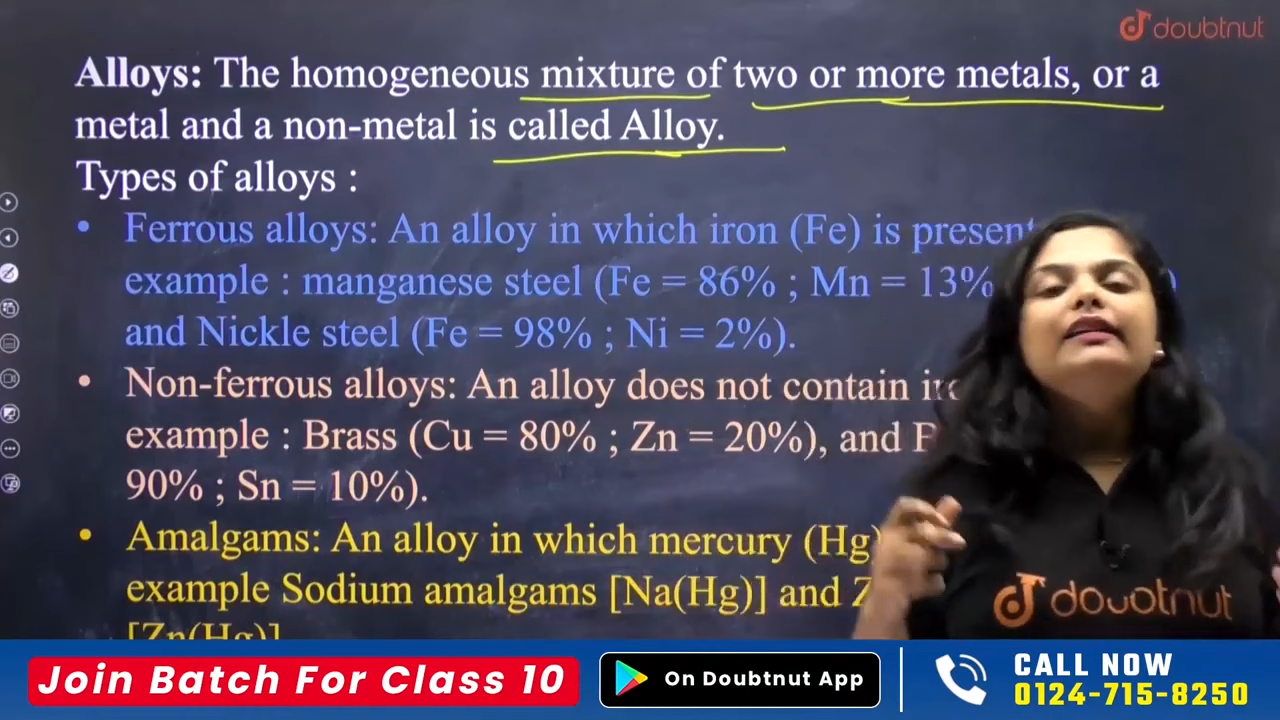 doubtnut
Alloys: The homogeneous mixture of two or more metals, or a
metal and a non-metal is called Alloy.
Types of alloys :
• Ferrous alloys: An alloy in which iron (Fe) is present
example : manganese steel (Fe = 86% ; Mn = 13%
and Nickle steel (Fe = 98% ; Ni = 2%).
• Non-ferrous alloys: An alloy does not contain
example : Brass (Cu = 80% ; Zn = 20%), and
90% ; Sn = 10%).
• Amalgams: An alloy in which mercury (Hg)
example Sodium amalgams [Na(Hg)] and
[Zn(Hg)]
doubtnut
Join Batch For Class 10
On Doubtnut App
CALL NOW
0124-715-8250